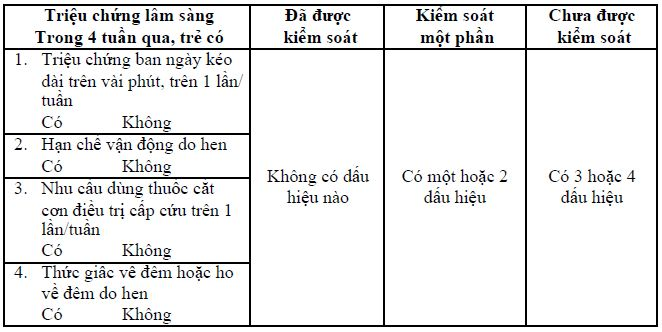 Triệu chứng lâm sàng
Trong 4 tuần qua, trẻ có
Đã được
kiểm soát
Kiểm soát
một phần
Chưa được
kiểm soát
1. Triệu chứng ban ngày kéo
dài trên vài phút, trên 1 lần/
tuần
Có Không
2. Hạn chế vận động do hen
Có Không
3. Nhu cầu dùng thuốc cắt
cơn điều trị cấp cứu trên 1
lần/tuần
Có Không
4. Thức giấc về đêm hoặc ho
về đêm do hen
Có Không
Không có dấu
hiệu nào
Có một hoặc 2
dấu hiệu
Có 3 hoặc 4
dấu hiệu